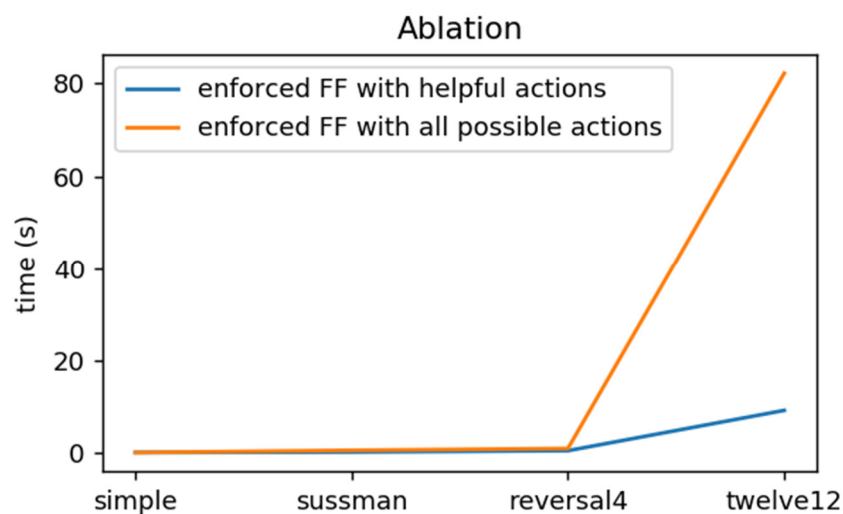 Ablation
enforced FF with helpful actions
enforced FF with all possible actions
time (s)
80
60
40
20
0
simple sussman reversal4 twelve12